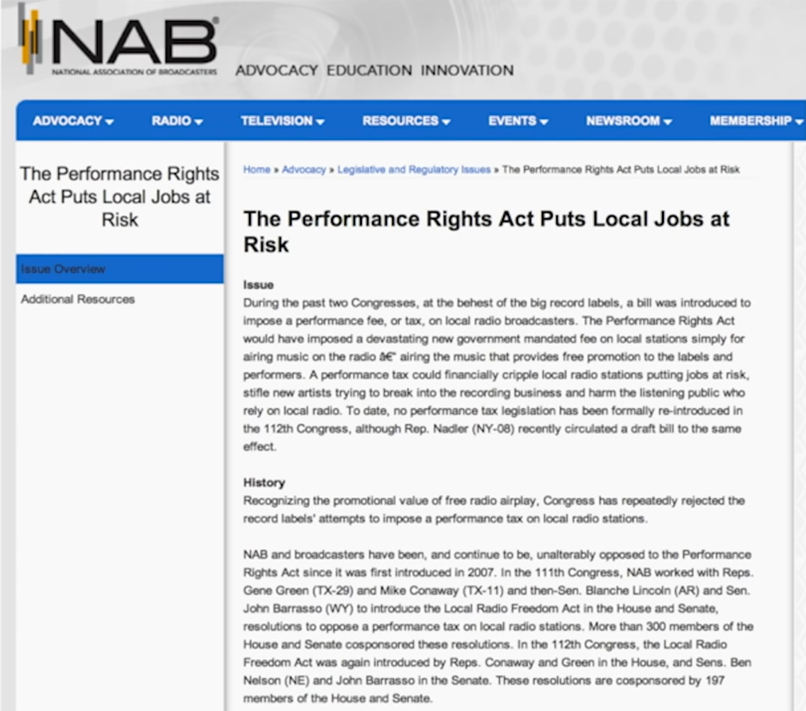 NAB
NATIONAL ASSOCIATION OF BROADCASTERS
ADVOCACY EDUCATION INNOVATION
ADVOCACY RADIO TELEVISION RESOURCES EVENTS NEWSROOM MEMBERSHIP
The Performance Rights
Act Puts Local Jobs at
Risk
Issue Overview
Additional Resources
Home » Advocacy » Legislative and Regulatory Issues » The Performance Rights Act Puts Local Jobs at Risk
The Performance Rights Act Puts Local Jobs at
Risk
Issue
During the past two Congresses, at the behest of the big record labels, a bill was introduced to
impose a performance fee, or tax, on local radio broadcasters. The Performance Rights Act
would have imposed a devastating new government mandated fee on local stations simply for
airing music on the radio â€" airing the music that provides free promotion to the labels and
performers. A performance tax could financially cripple local radio stations putting jobs at risk,
stifle new artists trying to break into the recording business and harm the listening public who
rely on local radio. To date, no performance tax legislation has been formally re-introduced in
the 112th Congress, although Rep. Nadler (NY-08) recently circulated a draft bill to the same
effect.
History
Recognizing the promotional value of free radio airplay, Congress has repeatedly rejected the
record labels' attempts to impose a performance tax on local radio stations.
NAB and broadcasters have been, and continue to be, unalterably opposed to the Performance
Rights Act since it was first introduced in 2007. In the 111th Congress, NAB worked with Reps.
Gene Green (TX-29) and Mike Conaway (TX-11) and then-Sen. Blanche Lincoln (AR) and Sen.
John Barrasso (WY) to introduce the Local Radio Freedom Act in the House and Senate,
resolutions to oppose a performance tax on local radio stations. More than 300 members of the
House and Senate cosponsored these resolutions. In the 112th Congress, the Local Radio
Freedom Act was again introduced by Reps. Conaway and Green in the House, and Sens. Ben
Nelson (NE) and John Barrasso in the Senate. These resolutions are cosponsored by 197
members of the House and Senate.